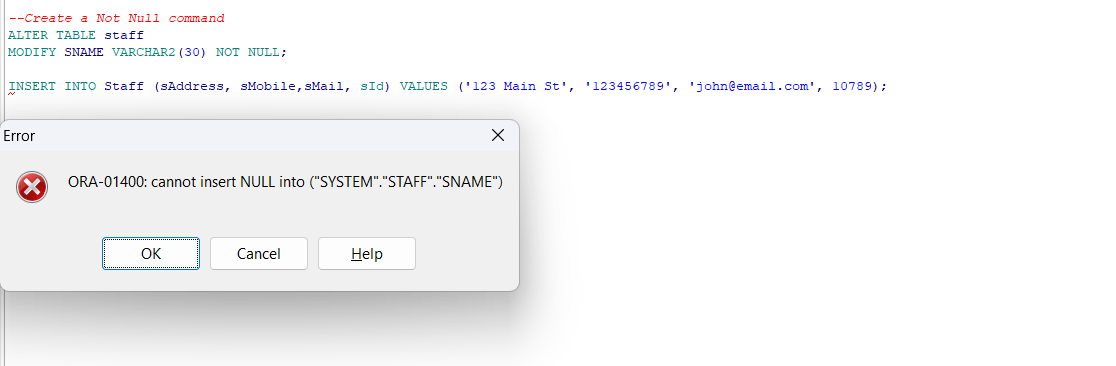 --Create a Not Null command
ALTER TABLE staff
MODIFY SNAME VARCHAR2(30) NOT NULL;
INSERT INTO Staff (sAddress, sMobile,sMail, sId) VALUES ('123 Main St', '123456789', 'john@email.com', 10789);
Error
ORA-01400: cannot insert NULL into ("SYSTEM"."STAFF"."SNAME")
OK Cancel Help